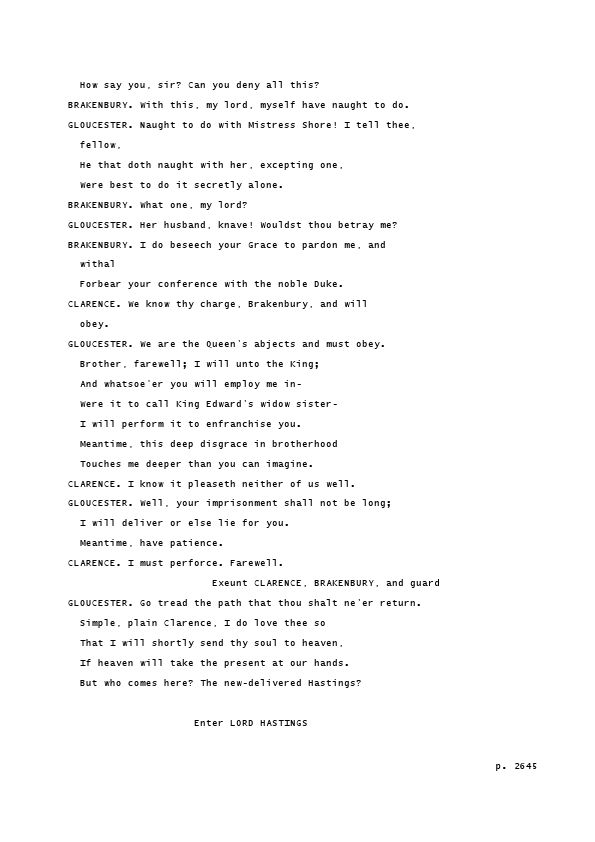 How say you, sir? Can you deny all this?
BRAKENBURY. With this, my lord, myself have naught to do.
GLOUCESTER. Naught to do with Mistress Shore! I tell thee,
fellow,
He that doth naught with her, excepting one,
Were best to do it secretly alone.
BRAKENBURY. What one, my lord?
GLOUCESTER. Her husband, knave! Wouldst thou betray me?
BRAKENBURY. I do beseech your Grace to pardon me, and
withal
Forbear your conference with the noble Duke.
CLARENCE. We know thy charge, Brakenbury, and will
obey.
GLOUCESTER. We are the Queen's abjects and must obey.
Brother, farewell; I will unto the King;
And whatsoe'er you will employ me in-
Were it to call King Edward's widow sister-
I will perform it to enfranchise you.
Meantime, this deep disgrace in brotherhood
Touches me deeper than you can imagine.
CLARENCE. I know it pleaseth neither of us well.
GLOUCESTER. Well, your imprisonment shall not be long;
I will deliver or else lie for you.
Meantime, have patience.
CLARENCE. I must perforce. Farewell.
Exeunt CLARENCE, BRAKENBURY, and guard
GLOUCESTER. Go tread the path that thou shalt ne'er return.
Simple, plain Clarence, I do love thee so
That I will shortly send thy soul to heaven,
If heaven will take the present at our hands.
But who comes here? The new-delivered Hastings?
Enter LORD HASTINGS
p. 2645